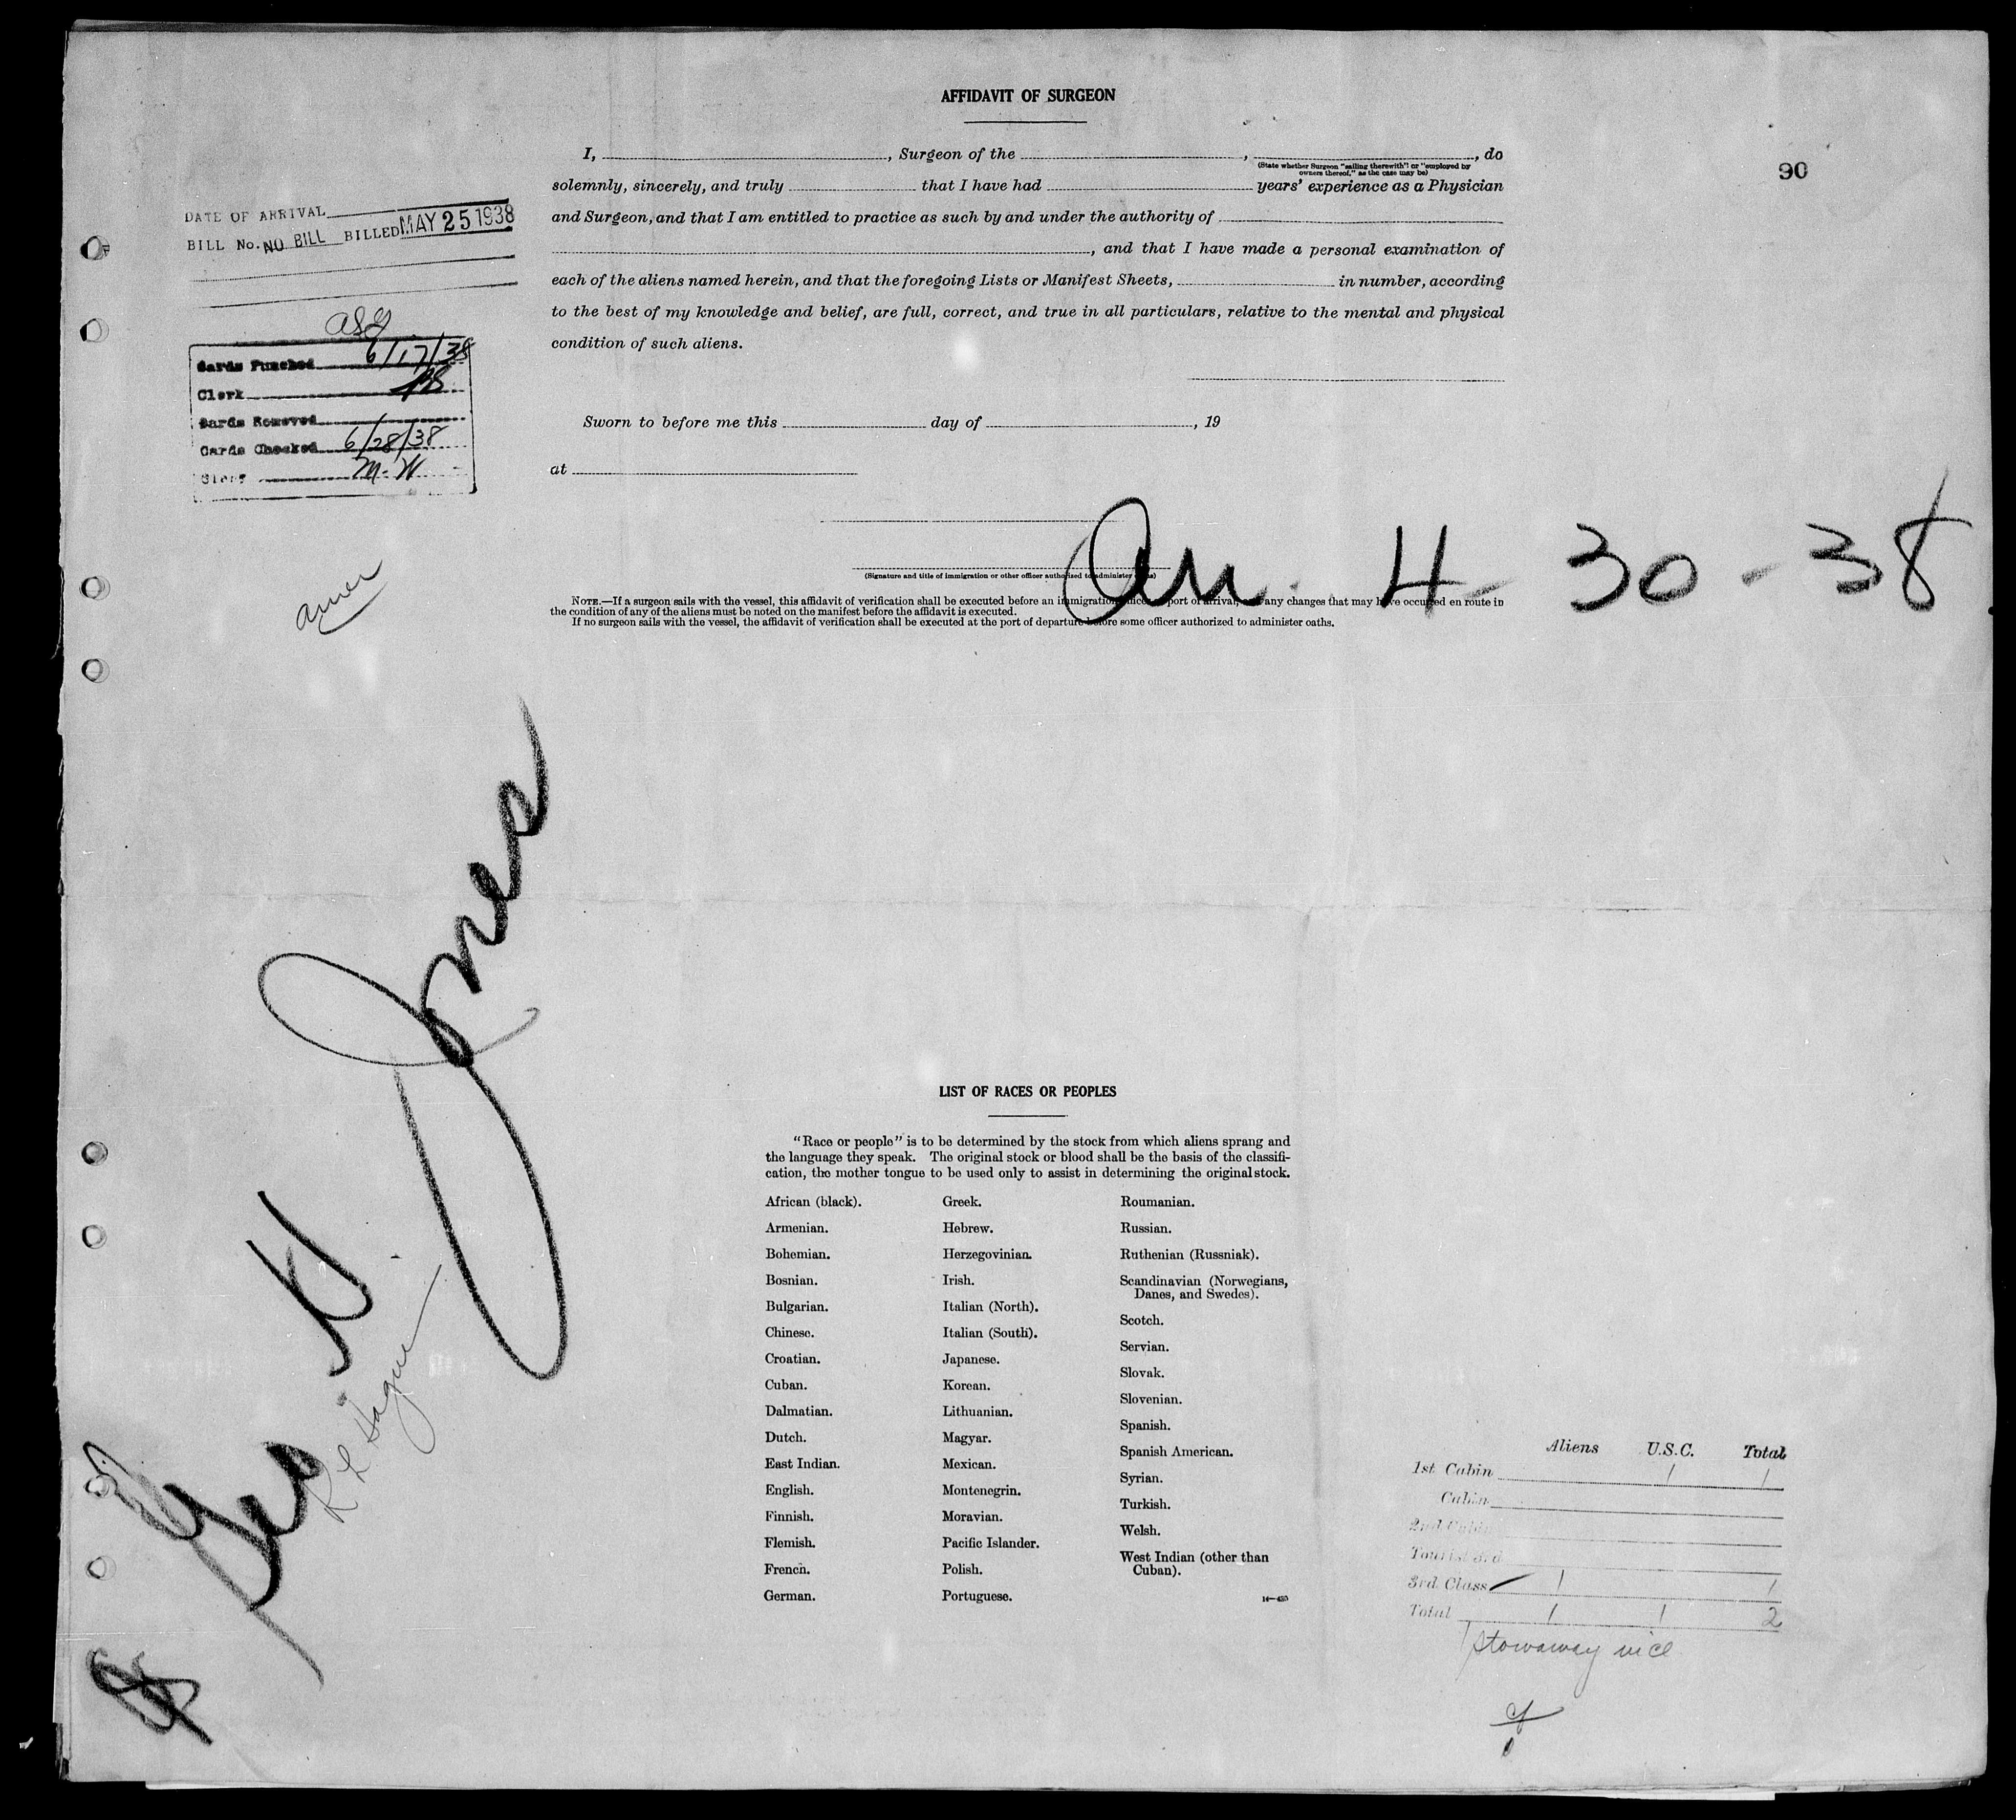 AFFIDAVIT OF SURGEON
90
I, , Surgeon of the , , do
(State whether Surgeon "sailing therewith" or "employed by
owners thereof," as the case may be)
solemnly, sincerely, and truly that I have had years' experience as a Physician
and Surgeon, and that I am entitled to practice as such by and under the authority of
, and that I have made a personal examination of
each of the aliens named herein, and that the foregoing Lists or Manifest Sheets, in number, according
to the best of my knowledge and belief, are full, correct, and true in all particulars, relative to the mental and physical
condition of such aliens.
Sworn to before me this day of , 19
at
(Signature and title of immigration or other officer authorized to administer oaths)
NOTE.—If a surgeon sails with the vessel, this affidavit of verification shall be executed before an immigration officer at port of arrival, and any changes that may have occurred en route in
the condition of any of the aliens must be noted on the manifest before the affidavit is executed.
If no surgeon sails with the vessel, the affidavit of verification shall be executed at the port of departure before some officer authorized to administer oaths.
DATE OF ARRIVAL
BILL No. NO BILL BILLED MAY 25 1938
Cards Punched 6/17/38
Clerk
Cards Removed
Cards Checked 6/28/38
Clerk M-W
amer
Arr. 4-30-38
Geo H. Jones
R L Hague
LIST OF RACES OR PEOPLES
"Race or people" is to be determined by the stock from which aliens sprang and
the language they speak. The original stock or blood shall be the basis of the classifi-
cation, the mother tongue to be used only to assist in determining the original stock.
African (black).
Armenian.
Bohemian.
Bosnian.
Bulgarian.
Chinese.
Croatian.
Cuban.
Dalmatian.
Dutch.
East Indian.
English.
Finnish.
Flemish.
French.
German.
Greek.
Hebrew.
Herzegovinian.
Irish.
Italian (North).
Italian (South).
Japanese.
Korean.
Lithuanian.
Magyar.
Mexican.
Montenegrin.
Moravian.
Pacific Islander.
Polish.
Portuguese.
Roumanian.
Russian.
Ruthenian (Russniak).
Scandinavian (Norwegians,
Danes, and Swedes).
Scotch.
Servian.
Slovak.
Slovenian.
Spanish.
Spanish American.
Syrian.
Turkish.
Welsh.
West Indian (other than
Cuban).
14—430
Aliens U.S.C. Total
1st Cabin 1 1
Cabin
2nd Cabin
Tourist 3rd
3rd Class 1 1
Total 1 1 2
1 stowaway